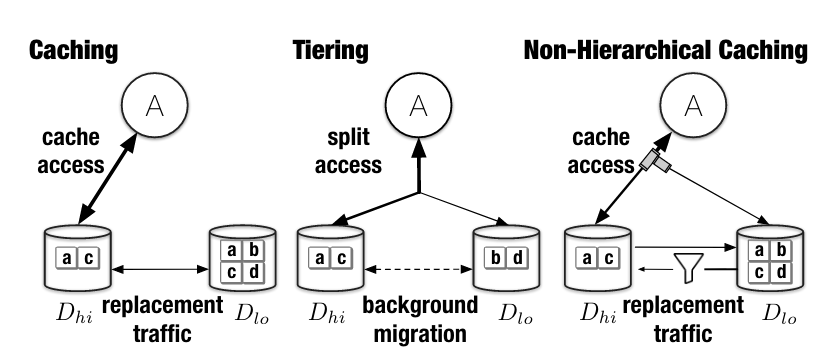 Caching
Tiering
Non-Hierarchical Caching
A
A
A
cache
access
split
access
cache
access
a c
a b
c d
a c
b d
a c
a b
c d
D_{hi}
replacement
traffic
D_{lo}
D_{hi}
background
migration
D_{lo}
D_{hi}
replacement
traffic
D_{lo}